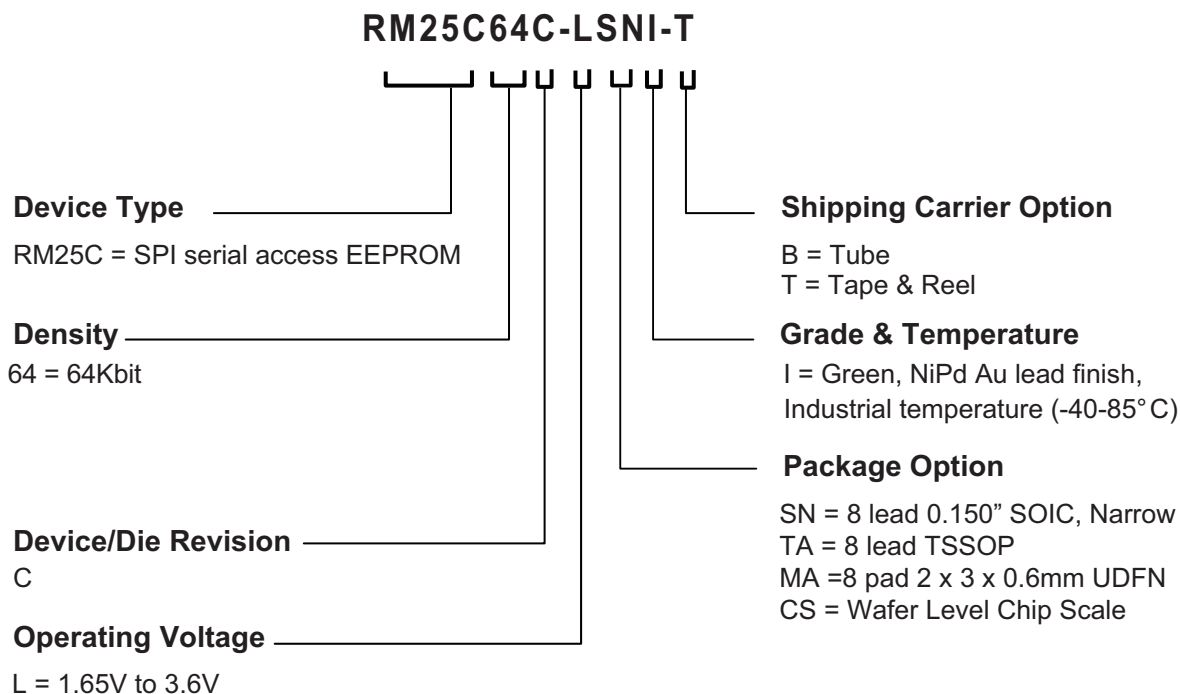 RM25C64C-LSNI-T
Device Type
RM25C = SPI serial access EEPROM
Density
64 = 64Kbit
Device/Die Revision
C
Operating Voltage
L = 1.65V to 3.6V
Shipping Carrier Option
B = Tube
T = Tape & Reel
Grade & Temperature
I = Green, NiPd Au lead finish,
Industrial temperature (-40-85° C)
Package Option
SN = 8 lead 0.150” SOIC, Narrow
TA = 8 lead TSSOP
MA =8 pad 2 x 3 x 0.6mm UDFN
CS = Wafer Level Chip Scale